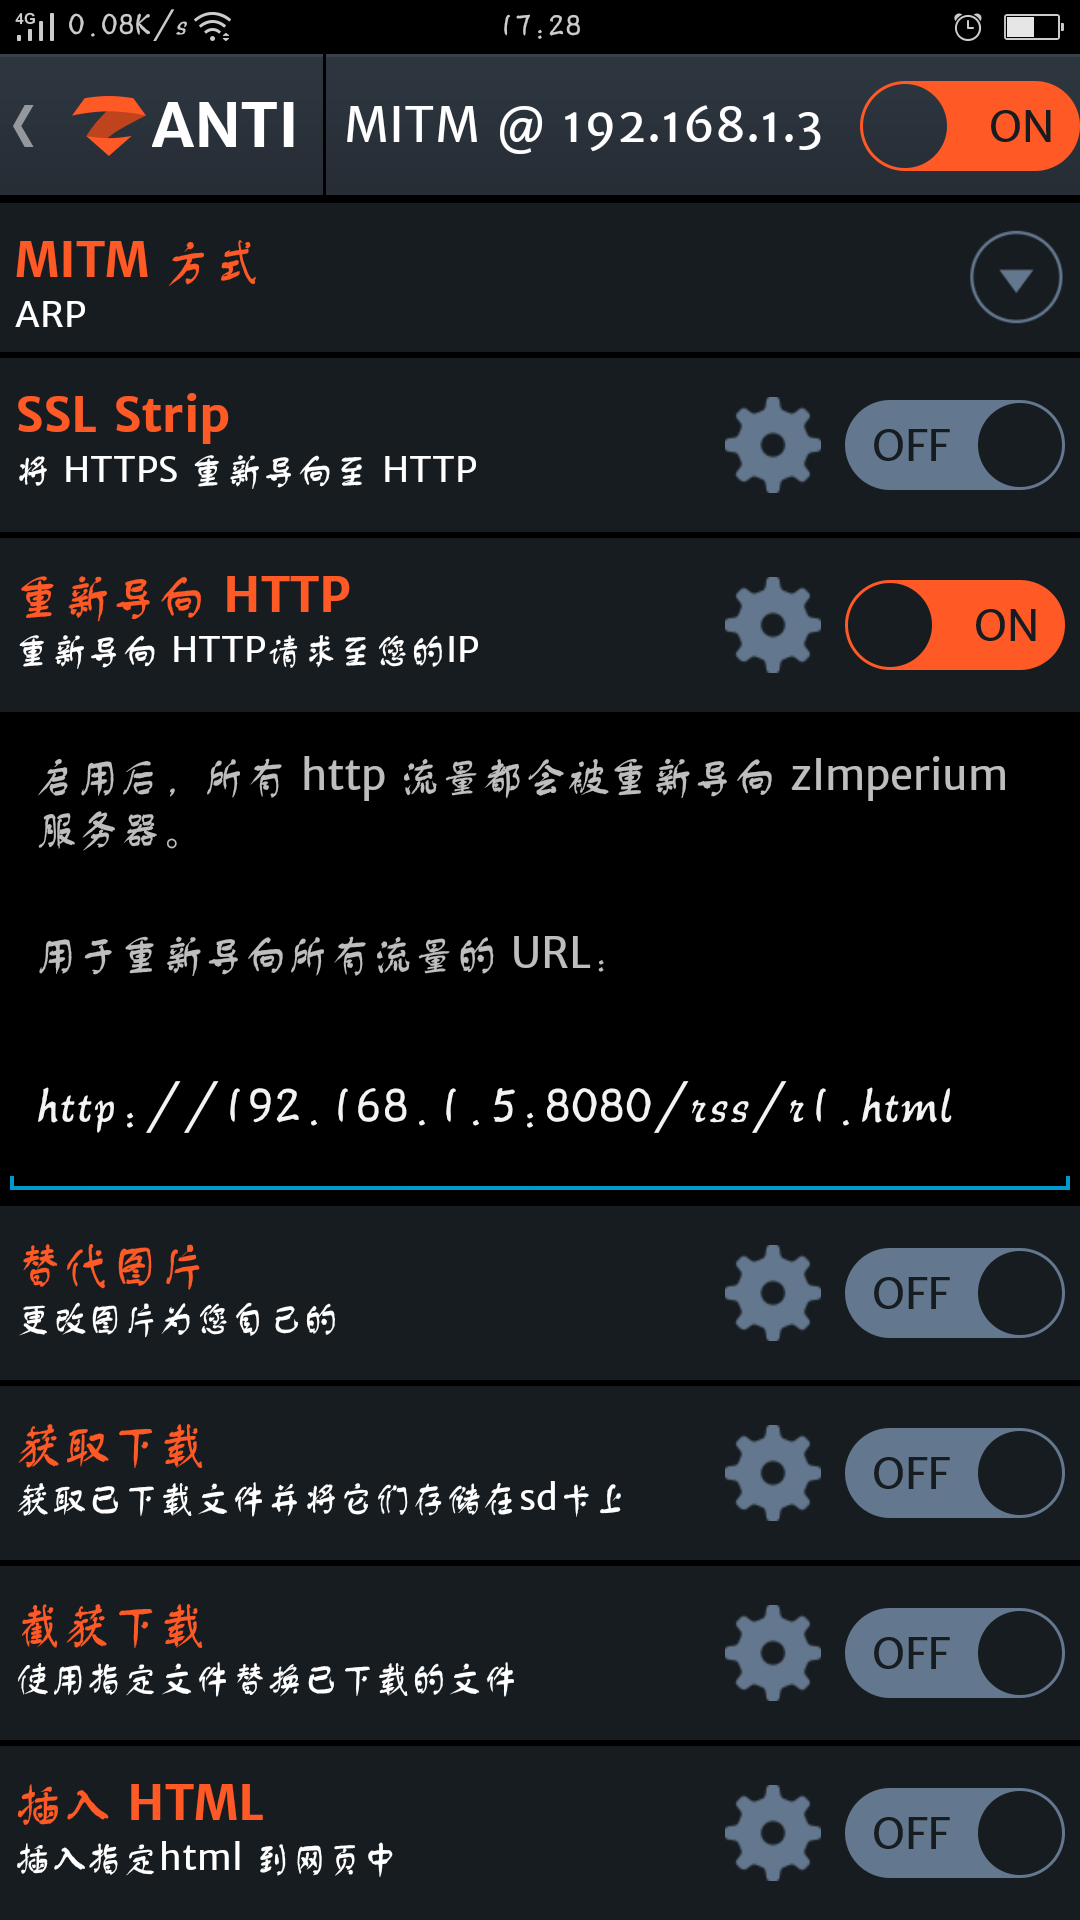 4G 0.08K/s 17:28
ANTI MITM @ 192.168.1.3 ON
MITM 方式
ARP
SSL Strip
将 HTTPS 重新导向至 HTTP
OFF
重新导向 HTTP
重新导向 HTTP请求至您的IP
ON
启用后，所有 http 流量都会被重新导向 zImperium
服务器。
用于重新导向所有流量的 URL：
http://192.168.1.5:8080/rss/r1.html
替代图片
更改图片为您自己的
OFF
获取下载
获取已下载文件并将它们存储在sd卡上
OFF
截获下载
使用指定文件替换已下载的文件
OFF
插入 HTML
插入指定html 到网页中
OFF